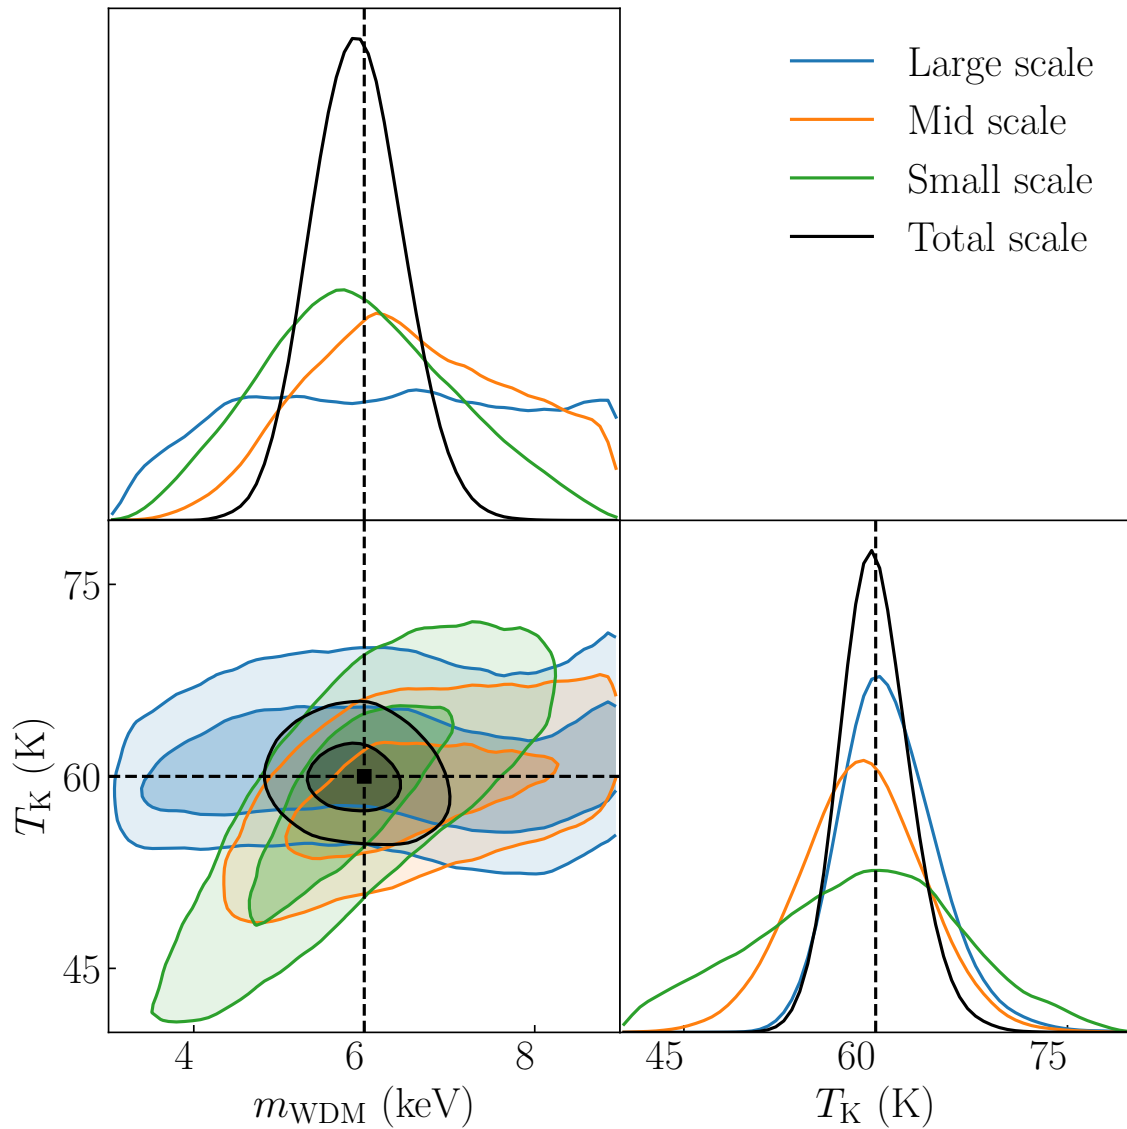 Large scale
Mid scale
Small scale
Total scale
75
60
45
T_K (K)
4 6 8
m_WDM (keV)
45 60 75
T_K (K)